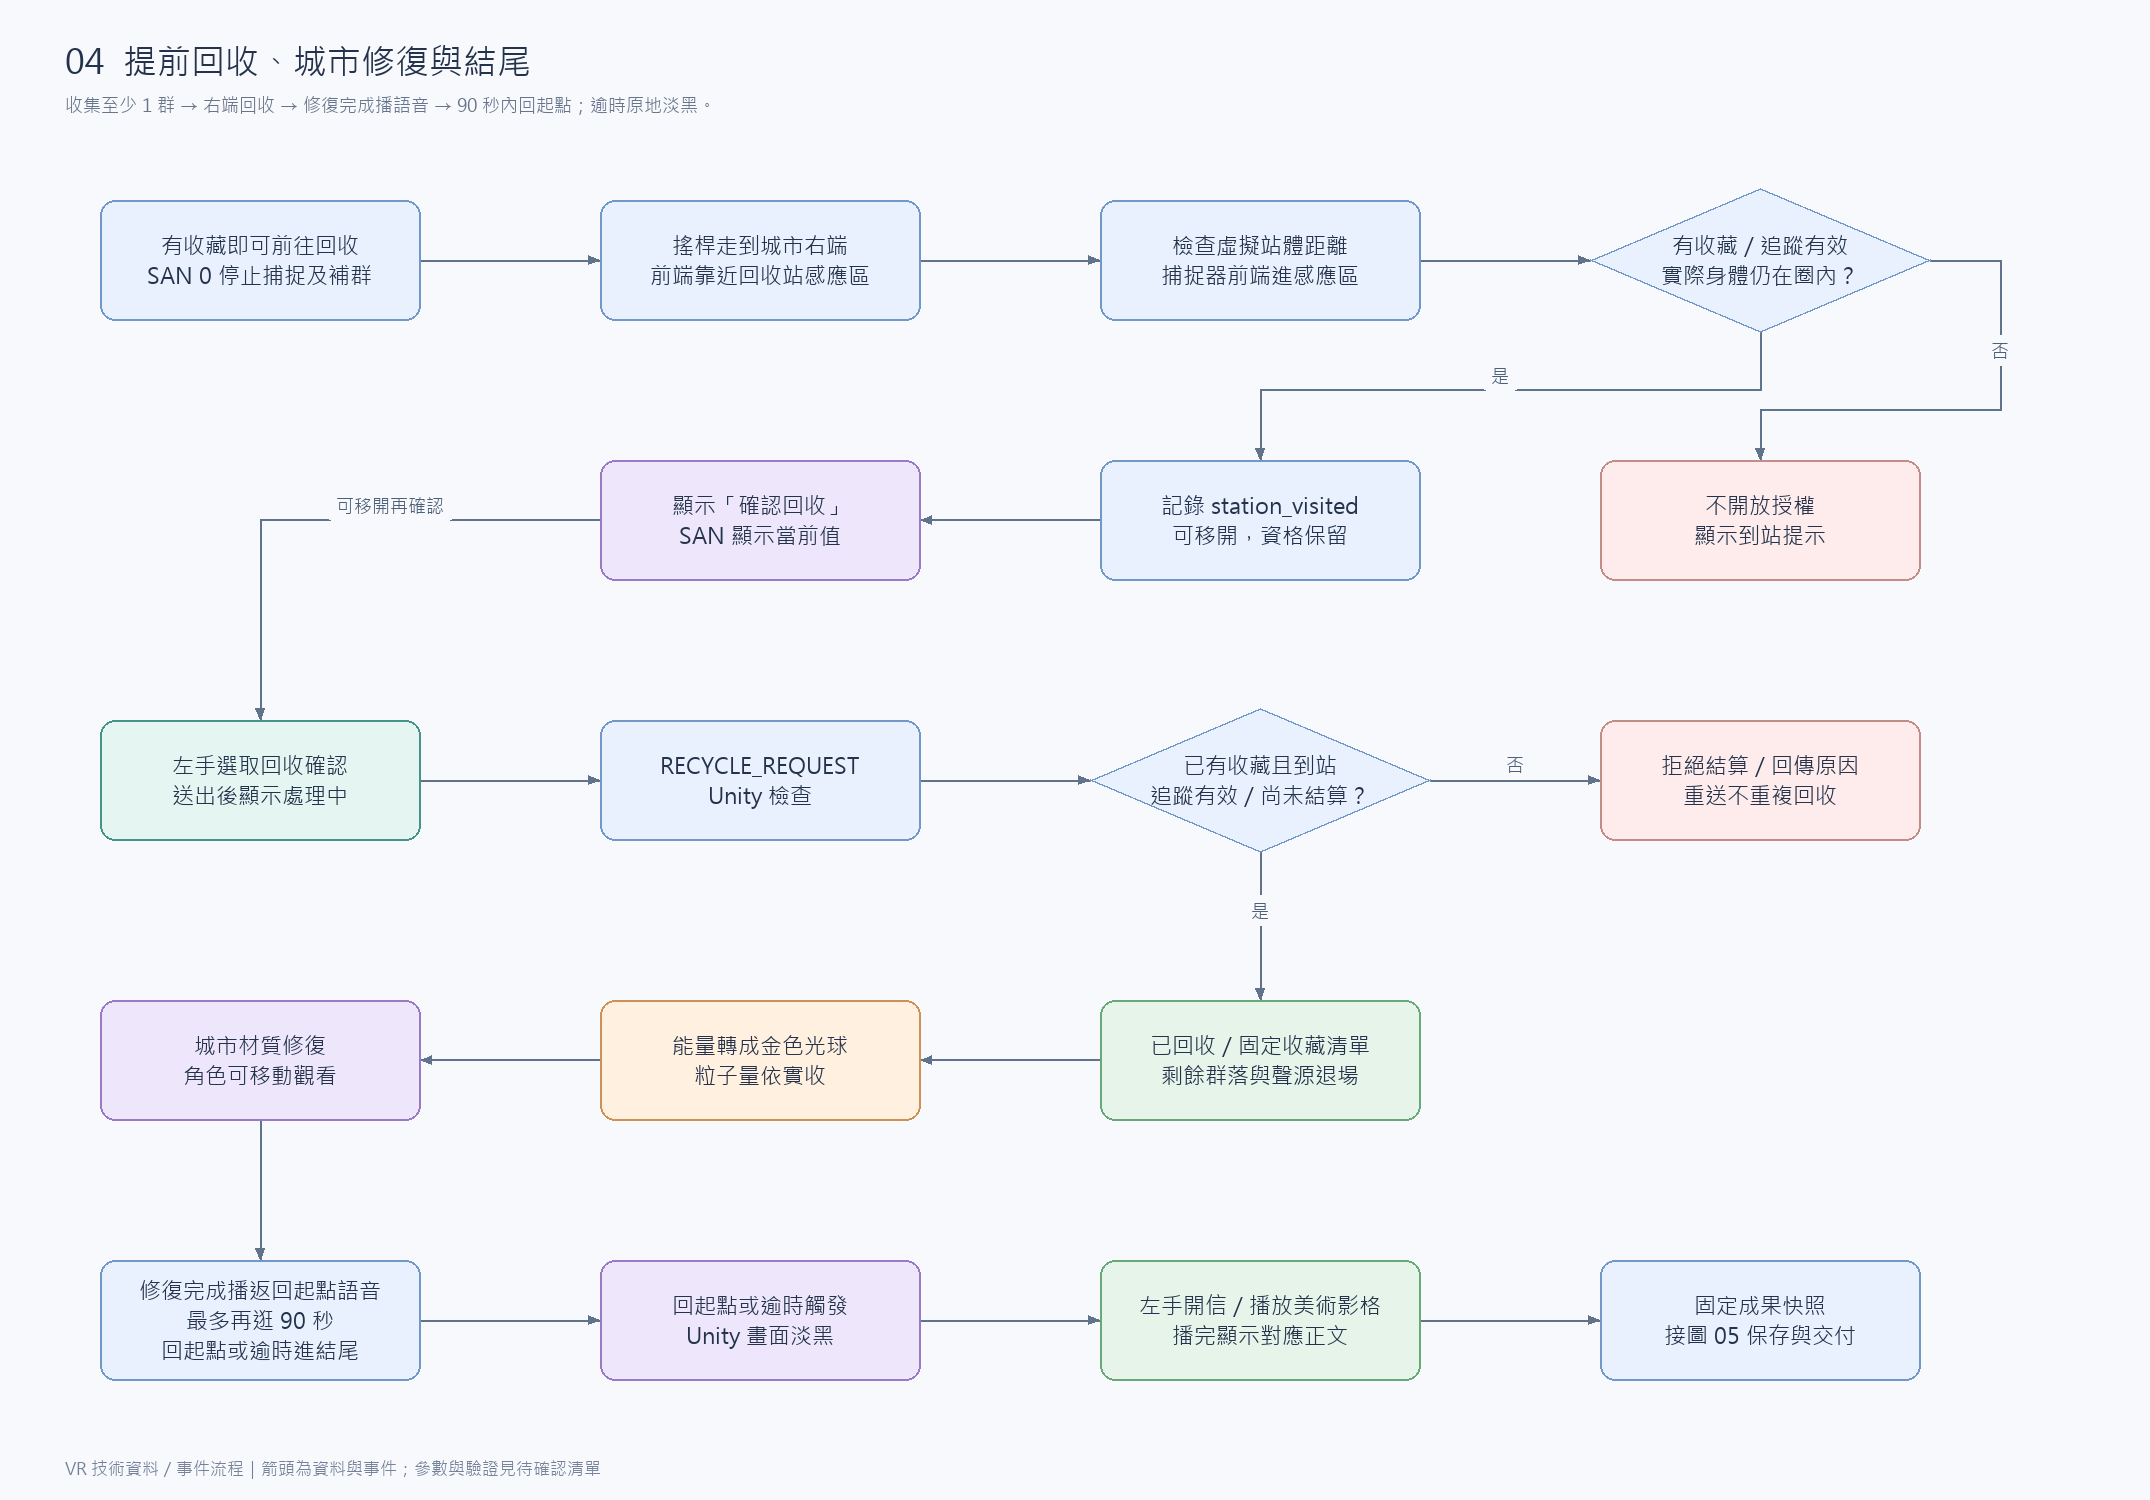 04 提前回收、城市修復與結尾
收集至少 1 群 → 右端回收 → 修復完成播語音 → 90 秒內回起點；逾時原地淡黑。
有收藏即可前往回收
SAN 0 停止捕捉及補群
搖桿走到城市右端
前端靠近回收站感應區
檢查虛擬站體距離
捕捉器前端進感應區
有收藏 / 追蹤有效
實際身體仍在圈內？
否
是
顯示「確認回收」
SAN 顯示當前值
記錄 station_visited
可移開，資格保留
不開放授權
顯示到站提示
可移開再確認
左手選取回收確認
送出後顯示處理中
RECYCLE_REQUEST
Unity 檢查
已有收藏且到站
追蹤有效 / 尚未結算？
否
拒絕結算 / 回傳原因
重送不重複回收
是
城市材質修復
角色可移動觀看
能量轉成金色光球
粒子量依實收
已回收 / 固定收藏清單
剩餘群落與聲源退場
修復完成播返回起點語音
最多再逛 90 秒
回起點或逾時進結尾
回起點或逾時觸發
Unity 畫面淡黑
左手開信 / 播放美術影格
播完顯示對應正文
固定成果快照
接圖 05 保存與交付
VR 技術資料 / 事件流程 | 箭頭為資料與事件；參數與驗證見待確認清單